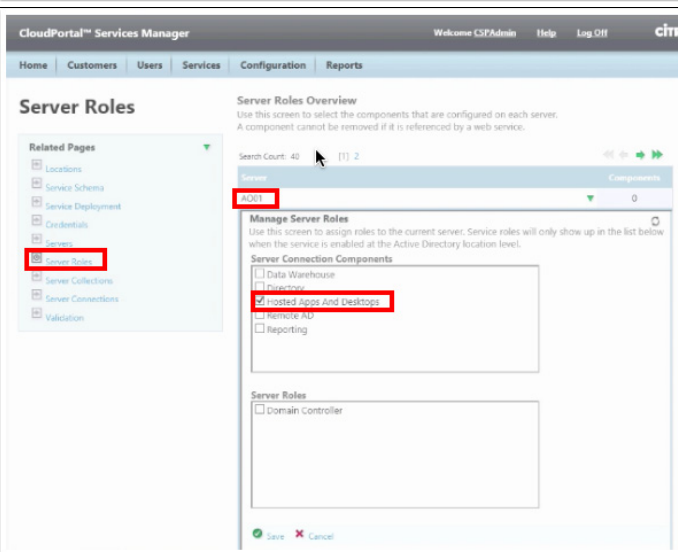 CloudPortal™ Services Manager
Welcome CSPAdmin Help Log Off
Home Customers Users Services Configuration Reports
Server Roles
Related Pages
Locations
Service Schema
Service Deployment
Credentials
Servers
Server Roles
Server Collections
Server Connections
Validation
Server Roles Overview
Use this screen to select the components that are configured on each server.
A component cannot be removed if it is referenced by a web service.
Search Count: 40 [1] 2
Server Components
AO01 0
Manage Server Roles
Use this screen to assign roles to the current server. Service roles will only show up in the list below
when the service is enabled at the Active Directory location level.
Server Connection Components
Data Warehouse
Directory
Hosted Apps And Desktops
Remote AD
Reporting
Server Roles
Domain Controller
Save Cancel